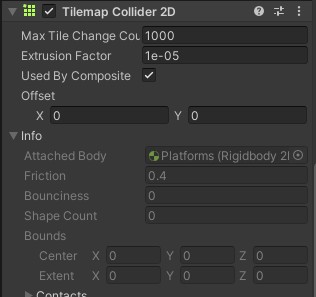 Tilemap Collider 2D
Max Tile Change Cou 1000
Extrusion Factor 1e-05
Used By Composite
Offset
X 0 Y 0
Info
Attached Body Platforms (Rigidbody 2I
Friction 0.4
Bounciness 0
Shape Count 0
Bounds
Center X 0 Y 0 Z 0
Extent X 0 Y 0 Z 0
Contacts